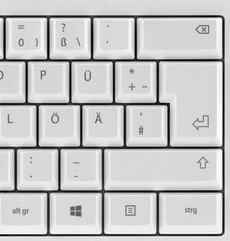 = ? `
0 } ß \ ´
P Ü * + ~
L Ö Ä ' #
: . _ -
alt gr strg